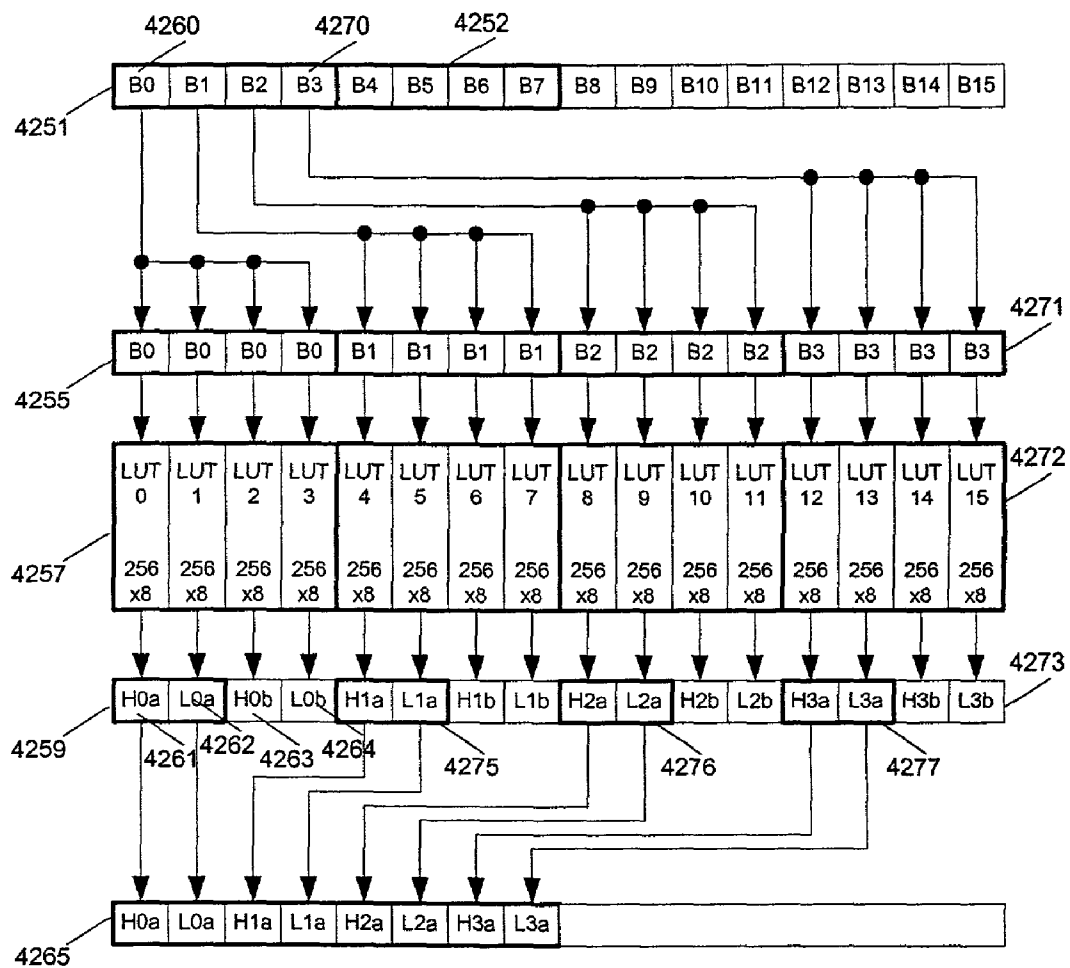 4260 4270 4252
B0 B1 B2 B3 B4 B5 B6 B7 B8 B9 B10 B11 B12 B13 B14 B15
4251
4271
B0 B0 B0 B0 B1 B1 B1 B1 B2 B2 B2 B2 B3 B3 B3 B3
4255
LUT LUT LUT LUT LUT LUT LUT LUT LUT LUT LUT LUT LUT LUT LUT LUT
4272
0 1 2 3 4 5 6 7 8 9 10 11 12 13 14 15
4257
256 256 256 256 256 256 256 256 256 256 256 256 256 256 256 256
x8 x8 x8 x8 x8 x8 x8 x8 x8 x8 x8 x8 x8 x8 x8 x8
4273
H0a L0a H0b L0b H1a L1a H1b L1b H2a L2a H2b L2b H3a L3a H3b L3b
4259 4261 4262 4263 4264 4275 4276 4277
H0a L0a H1a L1a H2a L2a H3a L3a
4265